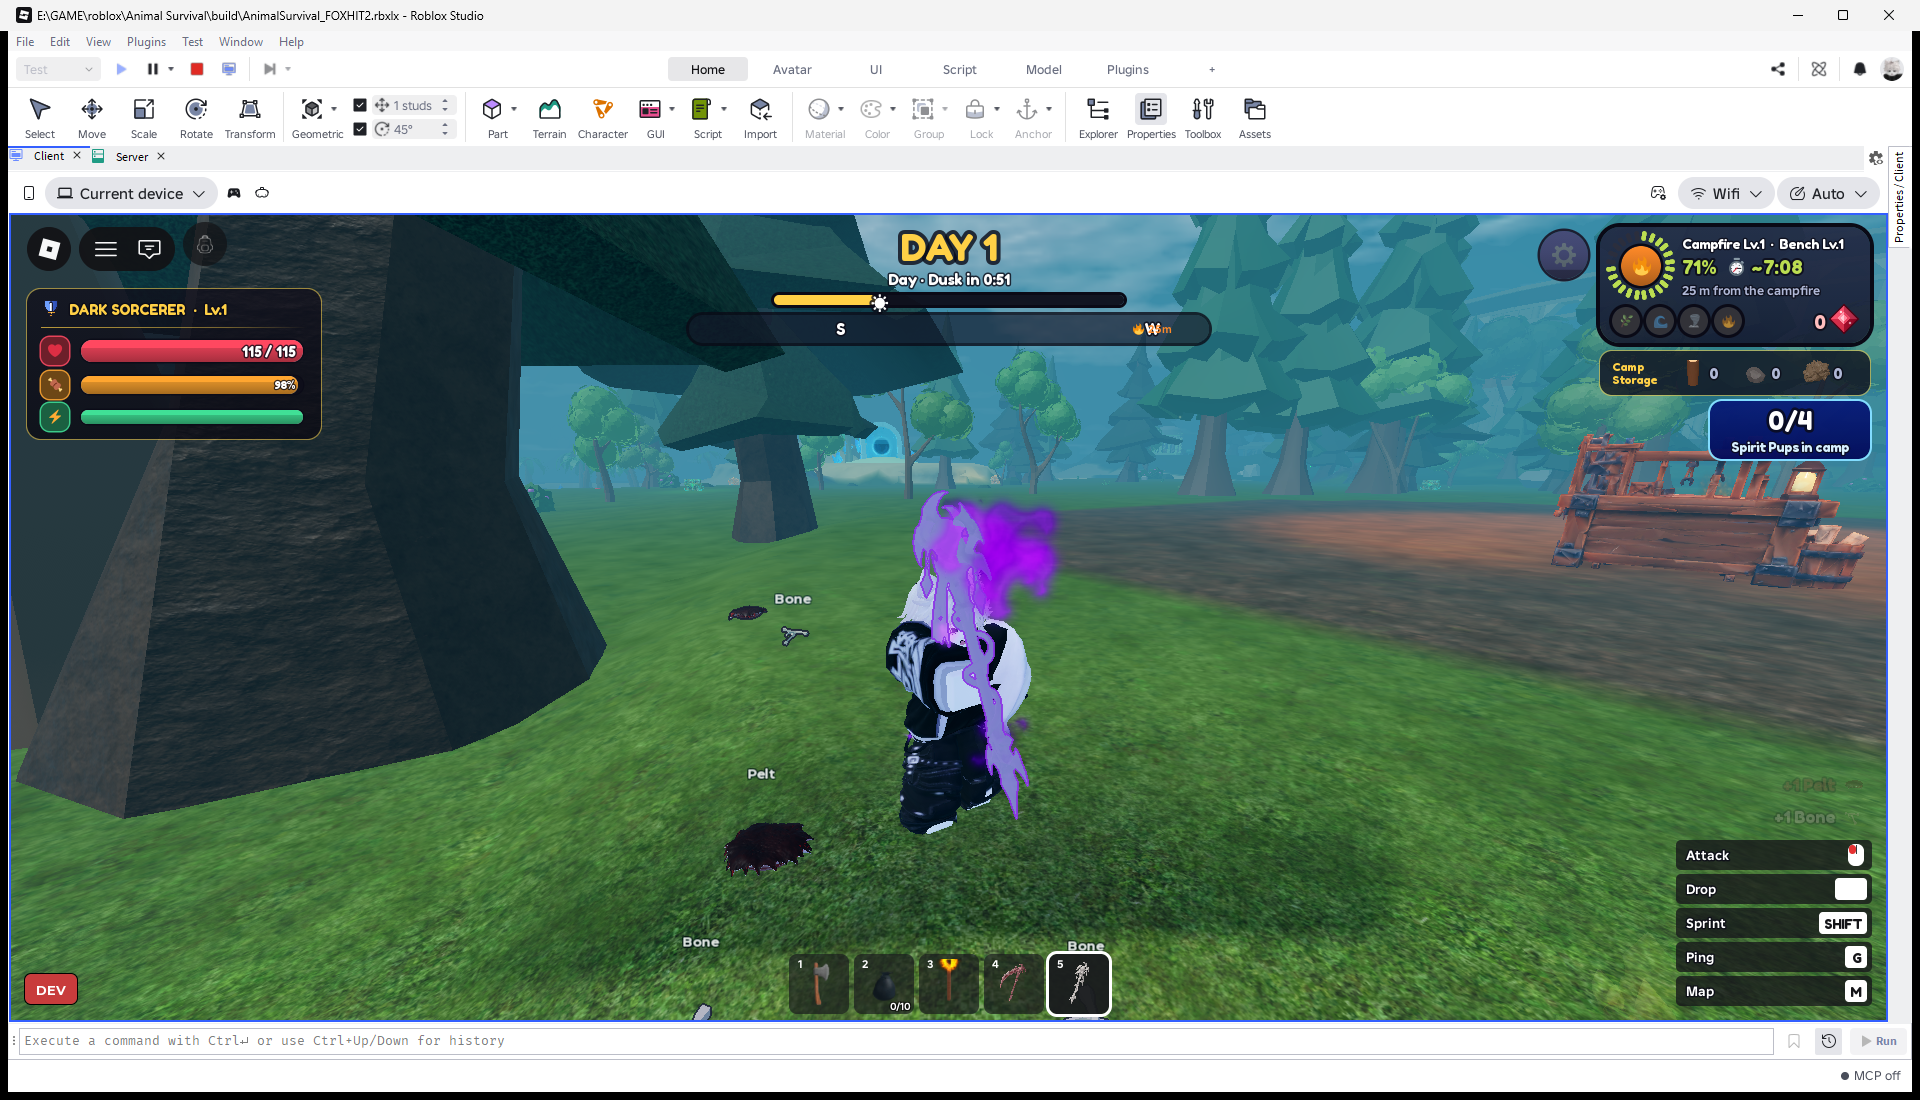 E:\GAME\roblox\Animal Survival\build\AnimalSurvival_FOXHIT2.rbxlx - Roblox Studio
File Edit View Plugins Test Window Help
Test
Home Avatar UI Script Model Plugins +
1 studs
45°
Select Move Scale Rotate Transform Geometric Part Terrain Character GUI Script Import Material Color Group Lock Anchor Explorer Properties Toolbox Assets
Client Server
Properties / Client
Current device
Wifi
Auto
DAY 1
Day · Dusk in 0:51
S
W
DARK SORCERER · Lv.1
115 / 115
98%
Campfire Lv.1 · Bench Lv.1
71% ~7:08
25 m from the campfire
0
Camp
Storage
0 0 0
0/4
Spirit Pups in camp
Bone
Pelt
Bone
Bone
+1 Pelt
+1 Bone
Attack
Drop
Sprint SHIFT
Ping G
Map M
1 2 3 4 5
0/10
DEV
Execute a command with Ctrl↵ or use Ctrl+Up/Down for history
Run
MCP off